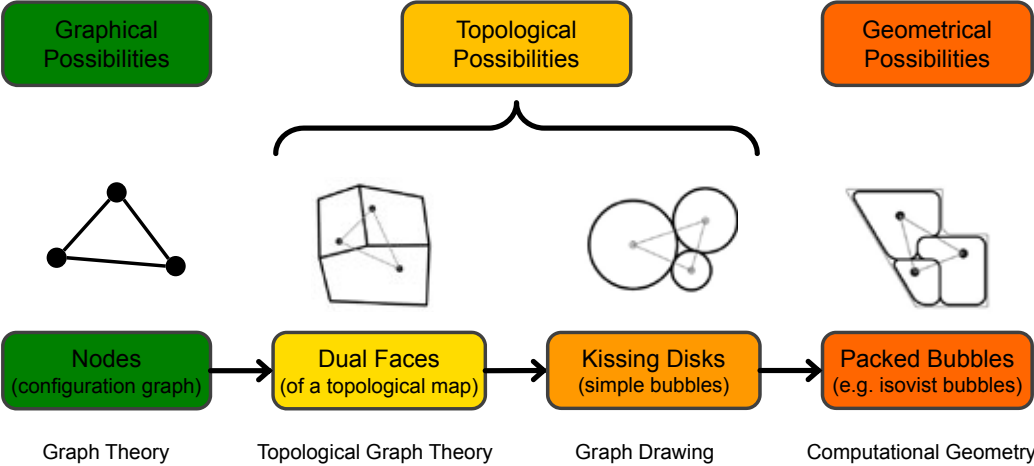 Graphical
Possibilities
Topological
Possibilities
Geometrical
Possibilities
Nodes
(configuration graph)
Dual Faces
(of a topological map)
Kissing Disks
(simple bubbles)
Packed Bubbles
(e.g. isovist bubbles)
Graph Theory
Topological Graph Theory
Graph Drawing
Computational Geometry